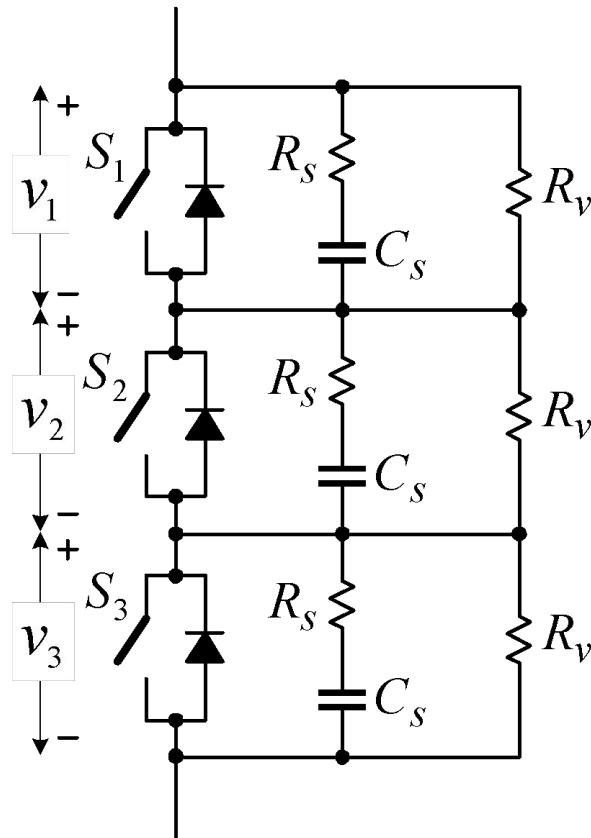 +
S₁
Rₛ
v₁
Rᵥ
Cₛ
−
+
S₂
Rₛ
v₂
Rᵥ
Cₛ
−
+
S₃
Rₛ
v₃
Rᵥ
Cₛ
−